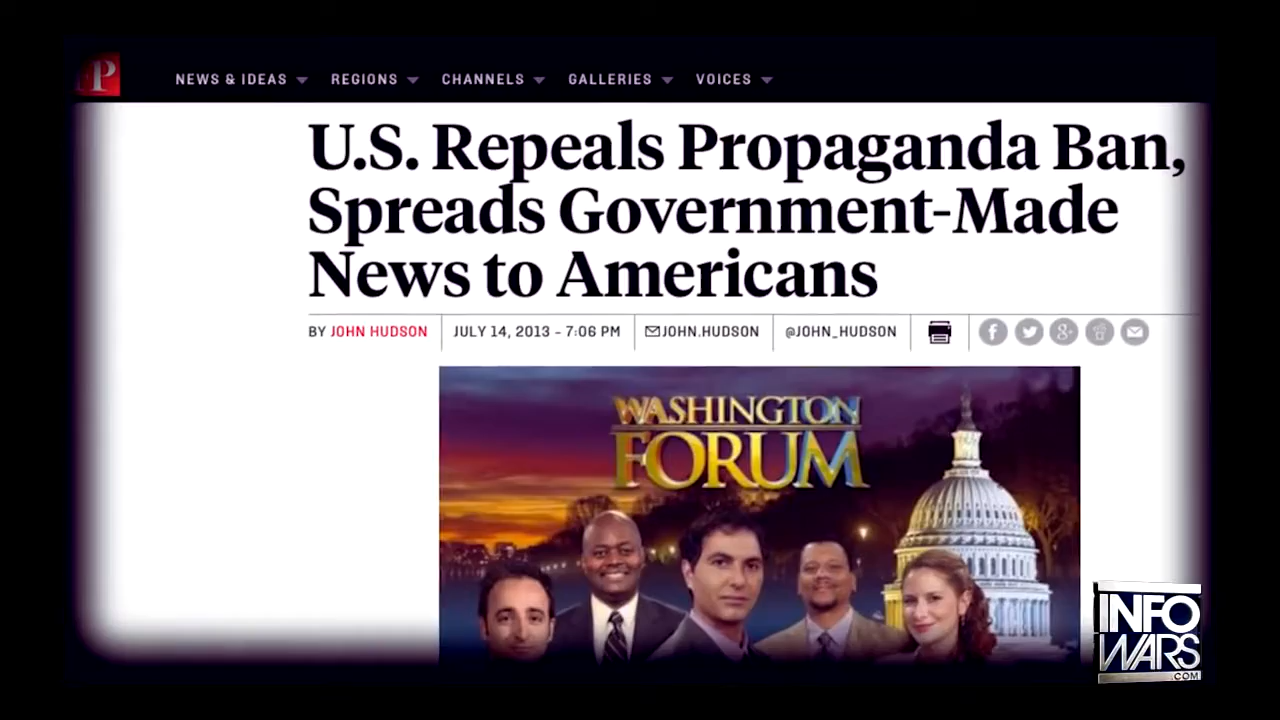 FP
NEWS & IDEAS REGIONS CHANNELS GALLERIES VOICES
U.S. Repeals Propaganda Ban,
Spreads Government-Made
News to Americans
BY JOHN HUDSON JULY 14, 2013 - 7:06 PM JOHN.HUDSON @JOHN_HUDSON
WASHINGTON
FORUM
INFO
WARS
.COM